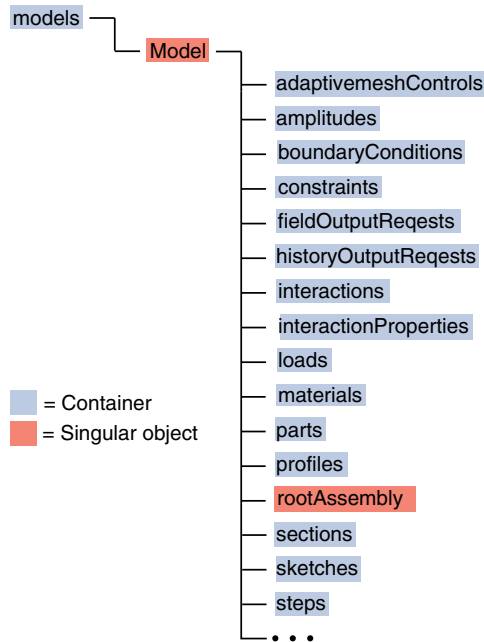 models
Model
adaptivemeshControls
amplitudes
boundaryConditions
constraints
fieldOutputReqests
historyOutputReqests
interactions
interactionProperties
loads
materials
parts
profiles
rootAssembly
sections
sketches
steps
• • •
= Container
= Singular object